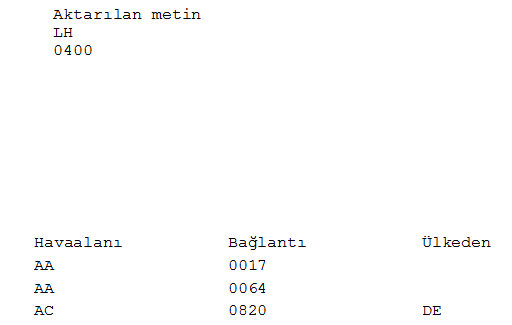 Aktarılan metin
LH
0400
Havaalanı Bağlantı Ülkeden
AA 0017
AA 0064
AC 0820 DE